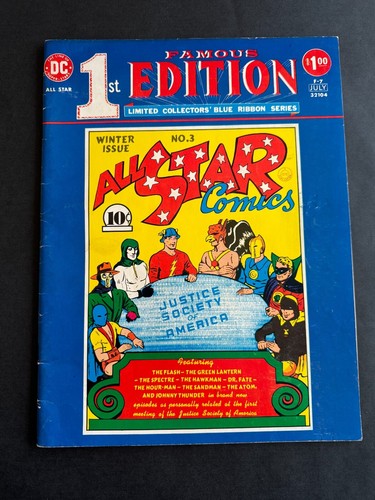 DC
ALL STAR
FAMOUS
1st EDITION
LIMITED COLLECTORS' BLUE RIBBON SERIES
$1.00
F-7
JULY
32104
WINTER ISSUE
NO.3
ALL STAR
Comics
10¢
JUSTICE
SOCIETY
OF
AMERICA
Featuring
THE FLASH - THE GREEN LANTERN
- THE SPECTRE - THE HAWKMAN - DR. FATE -
THE HOUR-MAN - THE SANDMAN - THE ATOM.
AND JOHNNY THUNDER in brand new
episodes as personally related at the first
meeting of the Justice Society of America